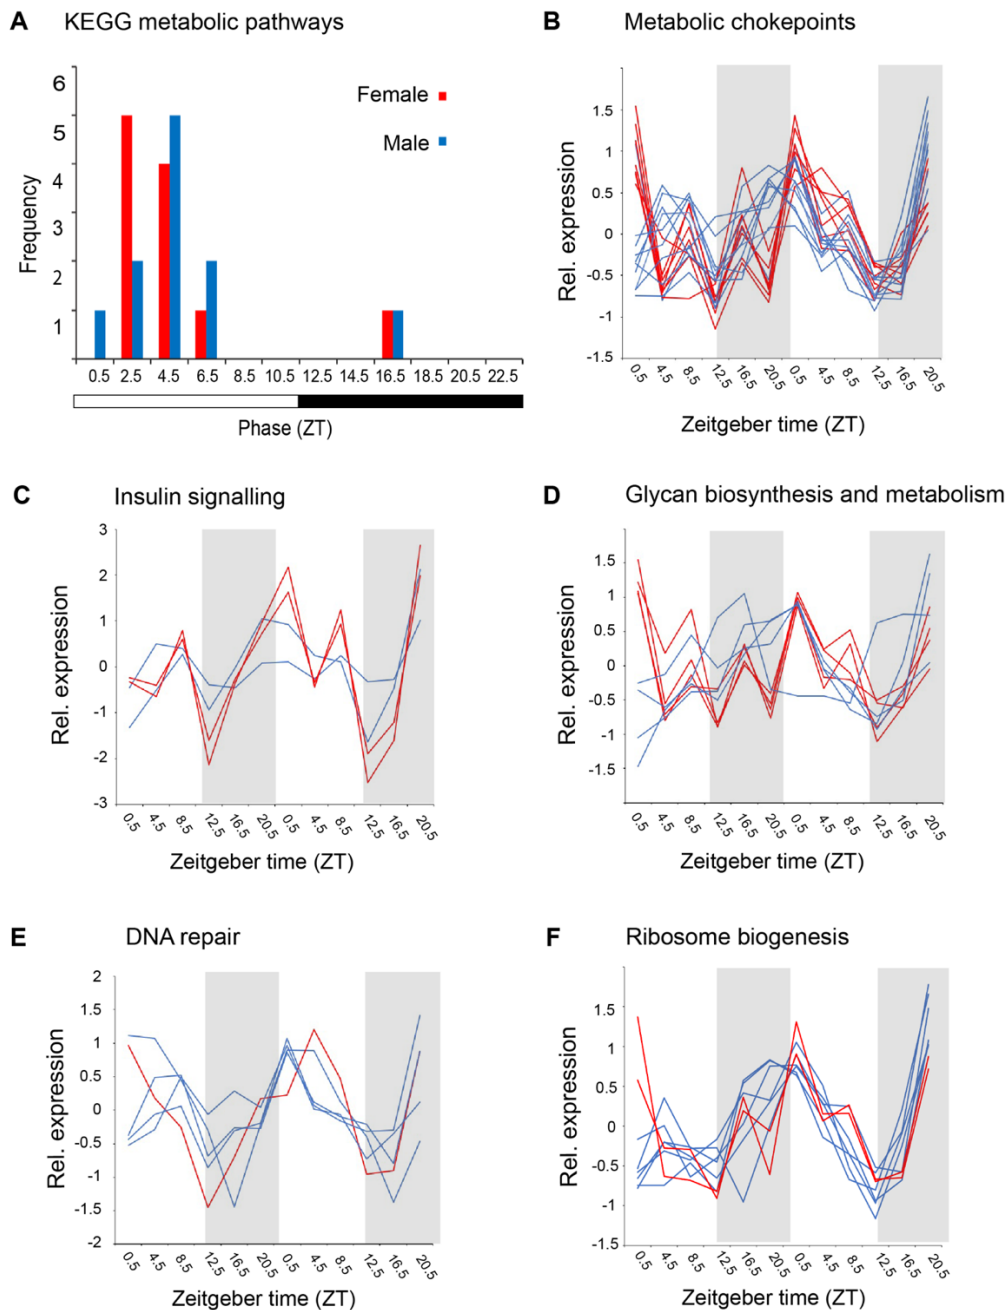 A KEGG metabolic pathways
6
5
4
3
2
1
Frequency
Female
Male
0.5 2.5 4.5 6.5 8.5 10.5 12.5 14.5 16.5 18.5 20.5 22.5
Phase (ZT)
B Metabolic chokepoints
1.5
1
0.5
0
-0.5
-1
-1.5
Rel. expression
0.5 4.5 8.5 12.5 16.5 20.5 0.5 4.5 8.5 12.5 16.5 20.5
Zeitgeber time (ZT)
C Insulin signalling
3
2
1
0
-1
-2
-3
Rel. expression
0.5 4.5 8.5 12.5 16.5 20.5 0.5 4.5 8.5 12.5 16.5 20.5
Zeitgeber time (ZT)
D Glycan biosynthesis and metabolism
1.5
1
0.5
0
-0.5
-1
-1.5
Rel. expression
0.5 4.5 8.5 12.5 16.5 20.5 0.5 4.5 8.5 12.5 16.5 20.5
Zeitgeber time (ZT)
E DNA repair
2
1.5
1
0.5
0
-0.5
-1
-1.5
-2
Rel. expression
0.5 4.5 8.5 12.5 16.5 20.5 0.5 4.5 8.5 12.5 16.5 20.5
Zeitgeber time (ZT)
F Ribosome biogenesis
1.5
1
0.5
0
-0.5
-1
-1.5
Rel. expression
0.5 4.5 8.5 12.5 16.5 20.5 0.5 4.5 8.5 12.5 16.5 20.5
Zeitgeber time (ZT)